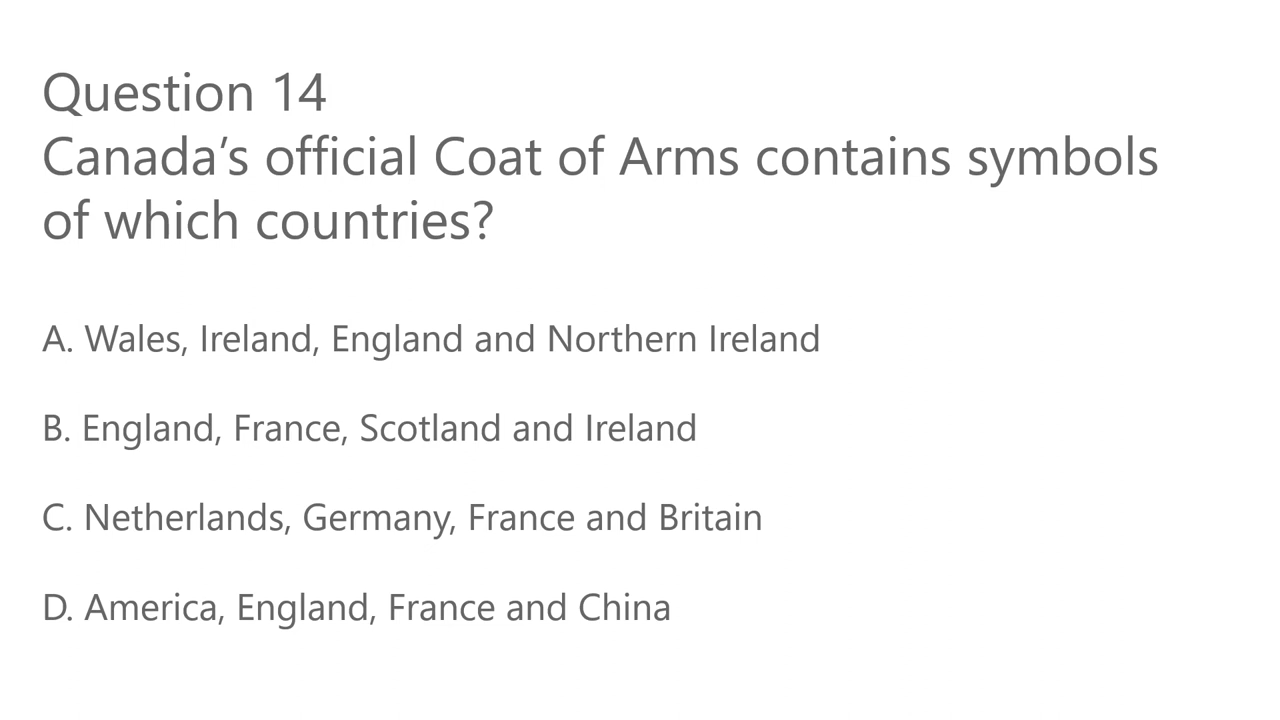 Question 14
Canada’s official Coat of Arms contains symbols
of which countries?
A. Wales, Ireland, England and Northern Ireland
B. England, France, Scotland and Ireland
C. Netherlands, Germany, France and Britain
D. America, England, France and China